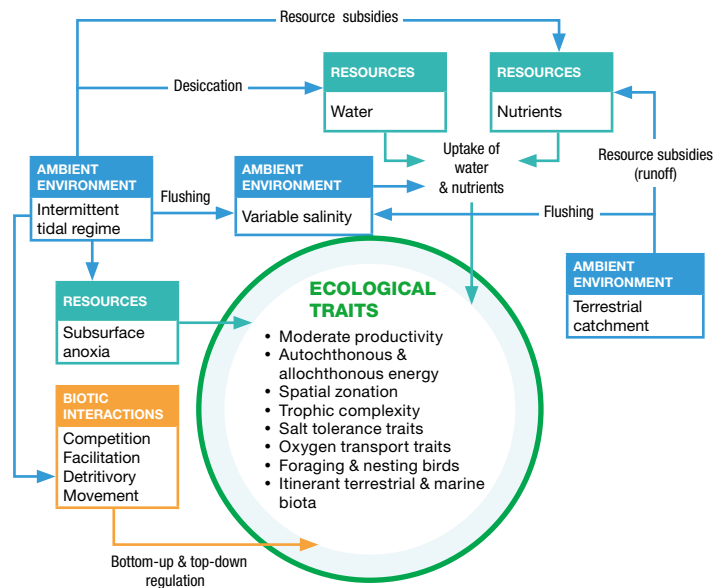 Resource subsidies
Desiccation
RESOURCES
Water
RESOURCES
Nutrients
Uptake of
water
& nutrients
Resource subsidies
(runoff)
AMBIENT
ENVIRONMENT
Intermittent
tidal regime
Flushing
AMBIENT
ENVIRONMENT
Variable salinity
Flushing
AMBIENT
ENVIRONMENT
Terrestrial
catchment
RESOURCES
Subsurface
anoxia
BIOTIC
INTERACTIONS
Competition
Facilitation
Detritivory
Movement
ECOLOGICAL
TRAITS
• Moderate productivity
• Autochthonous &
allochthonous energy
• Spatial zonation
• Trophic complexity
• Salt tolerance traits
• Oxygen transport traits
• Foraging & nesting birds
• Itinerant terrestrial & marine
biota
Bottom-up & top-down
regulation